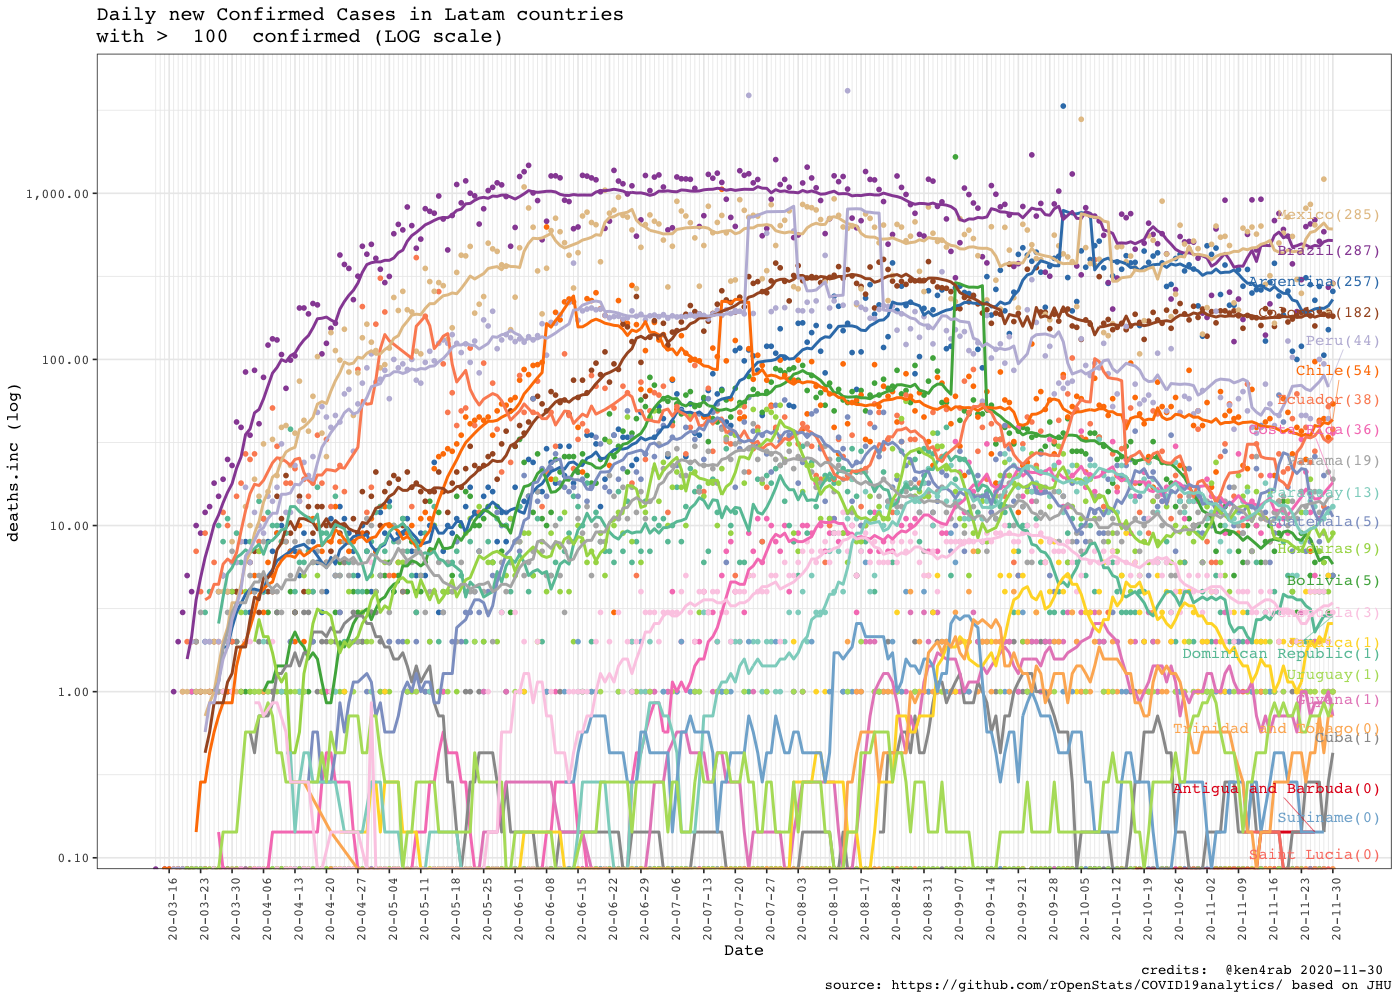 Daily new Confirmed Cases in Latam countries
with >  100  confirmed (LOG scale)
deaths.inc (log)
1,000.00
100.00
10.00
1.00
0.10
Mexico(285)
Brazil(287)
Argentina(257)
Colombia(182)
Peru(44)
Chile(54)
Ecuador(38)
Costa Rica(36)
Panama(19)
Paraguay(13)
Guatemala(5)
Honduras(9)
Bolivia(5)
Venezuela(3)
Jamaica(1)
Dominican Republic(1)
Uruguay(1)
Guyana(1)
Trinidad and Tobago(0)
Cuba(1)
Antigua and Barbuda(0)
Suriname(0)
Saint Lucia(0)
20-03-16
20-03-23
20-03-30
20-04-06
20-04-13
20-04-20
20-04-27
20-05-04
20-05-11
20-05-18
20-05-25
20-06-01
20-06-08
20-06-15
20-06-22
20-06-29
20-07-06
20-07-13
20-07-20
20-07-27
20-08-03
20-08-10
20-08-17
20-08-24
20-08-31
20-09-07
20-09-14
20-09-21
20-09-28
20-10-05
20-10-12
20-10-19
20-10-26
20-11-02
20-11-09
20-11-16
20-11-23
20-11-30
Date
credits:  @ken4rab 2020-11-30
source: https://github.com/rOpenStats/COVID19analytics/ based on JHU